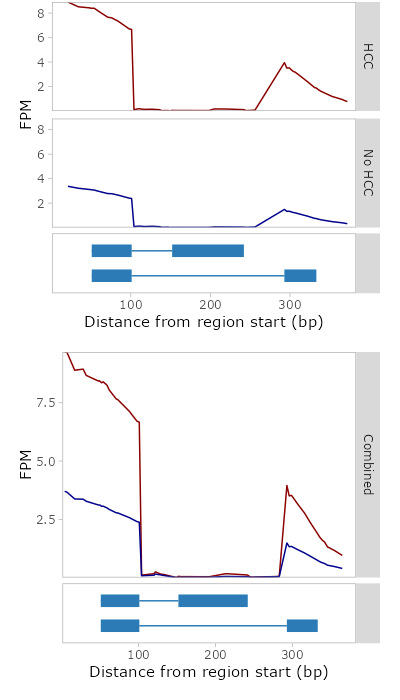 8
6
4
2
HCC
FPM
8
6
4
2
No HCC
100 200 300
Distance from region start (bp)
7.5
5.0
2.5
FPM
Combined
100 200 300
Distance from region start (bp)